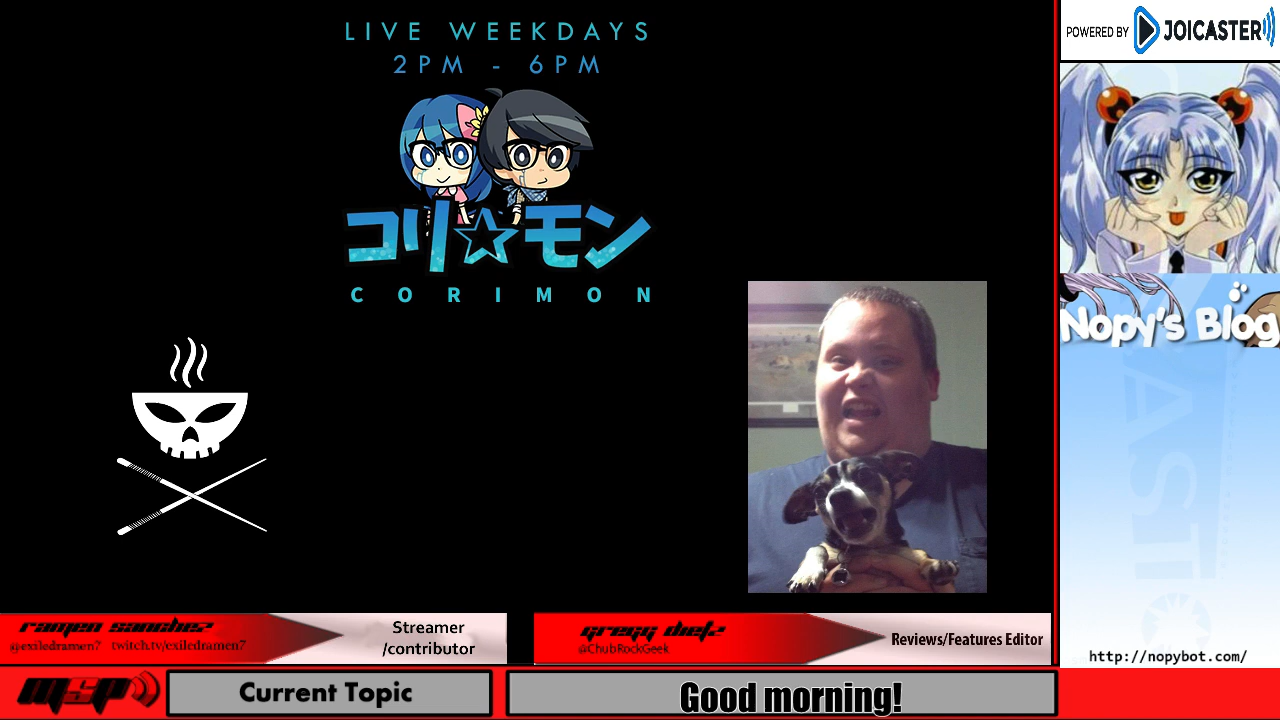 LIVE WEEKDAYS
2PM - 6PM
コリ☆モン
CORIMON
POWERED BY JOICASTER
Nopy's Blog
http://nopybot.com/
Ramen Sanchez
@exiledramen7 twitch.tv/exiledramen7
Streamer
/contributor
Gregg Dietz
@ChubRockGeek
Reviews/Features Editor
MSP
Current Topic
Good morning!